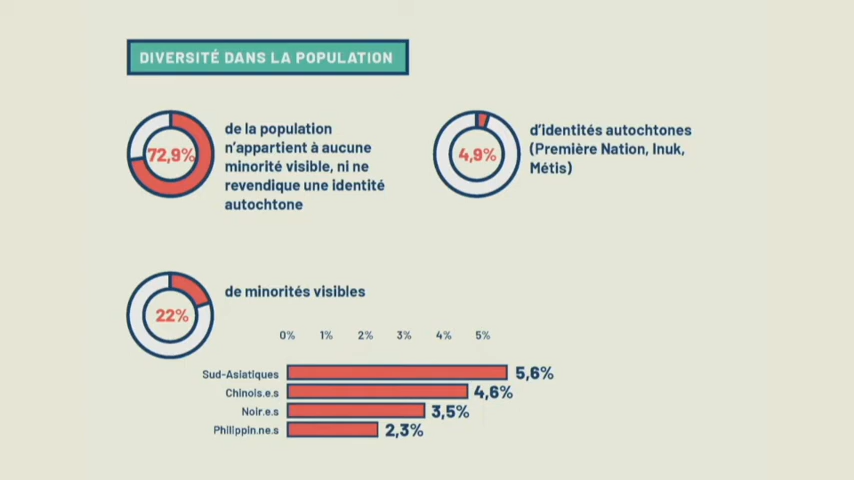 DIVERSITÉ DANS LA POPULATION
72,9%
de la population
n'appartient à aucune
minorité visible, ni ne
revendique une identité
autochtone
4,9%
d'identités autochtones
(Première Nation, Inuk,
Métis)
22%
de minorités visibles
0% 1% 2% 3% 4% 5%
Sud-Asiatiques 5,6%
Chinois.e.s 4,6%
Noir.e.s 3,5%
Philippin.ne.s 2,3%